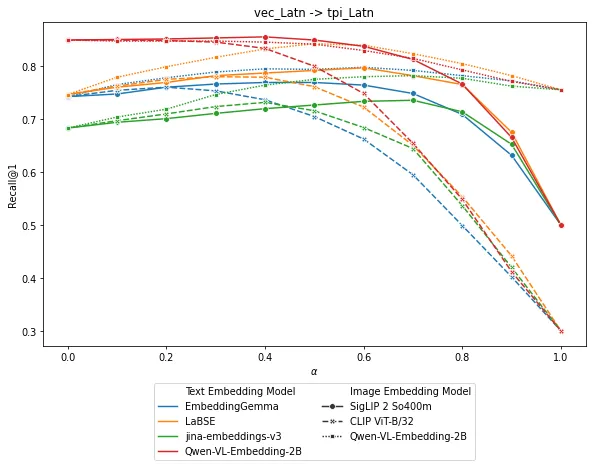 vec_Latn -> tpi_Latn
Recall@1
0.8
0.7
0.6
0.5
0.4
0.3
0.0 0.2 0.4 0.6 0.8 1.0
α
Text Embedding Model
EmbeddingGemma
LaBSE
jina-embeddings-v3
Qwen-VL-Embedding-2B
Image Embedding Model
SigLIP 2 So400m
CLIP ViT-B/32
Qwen-VL-Embedding-2B